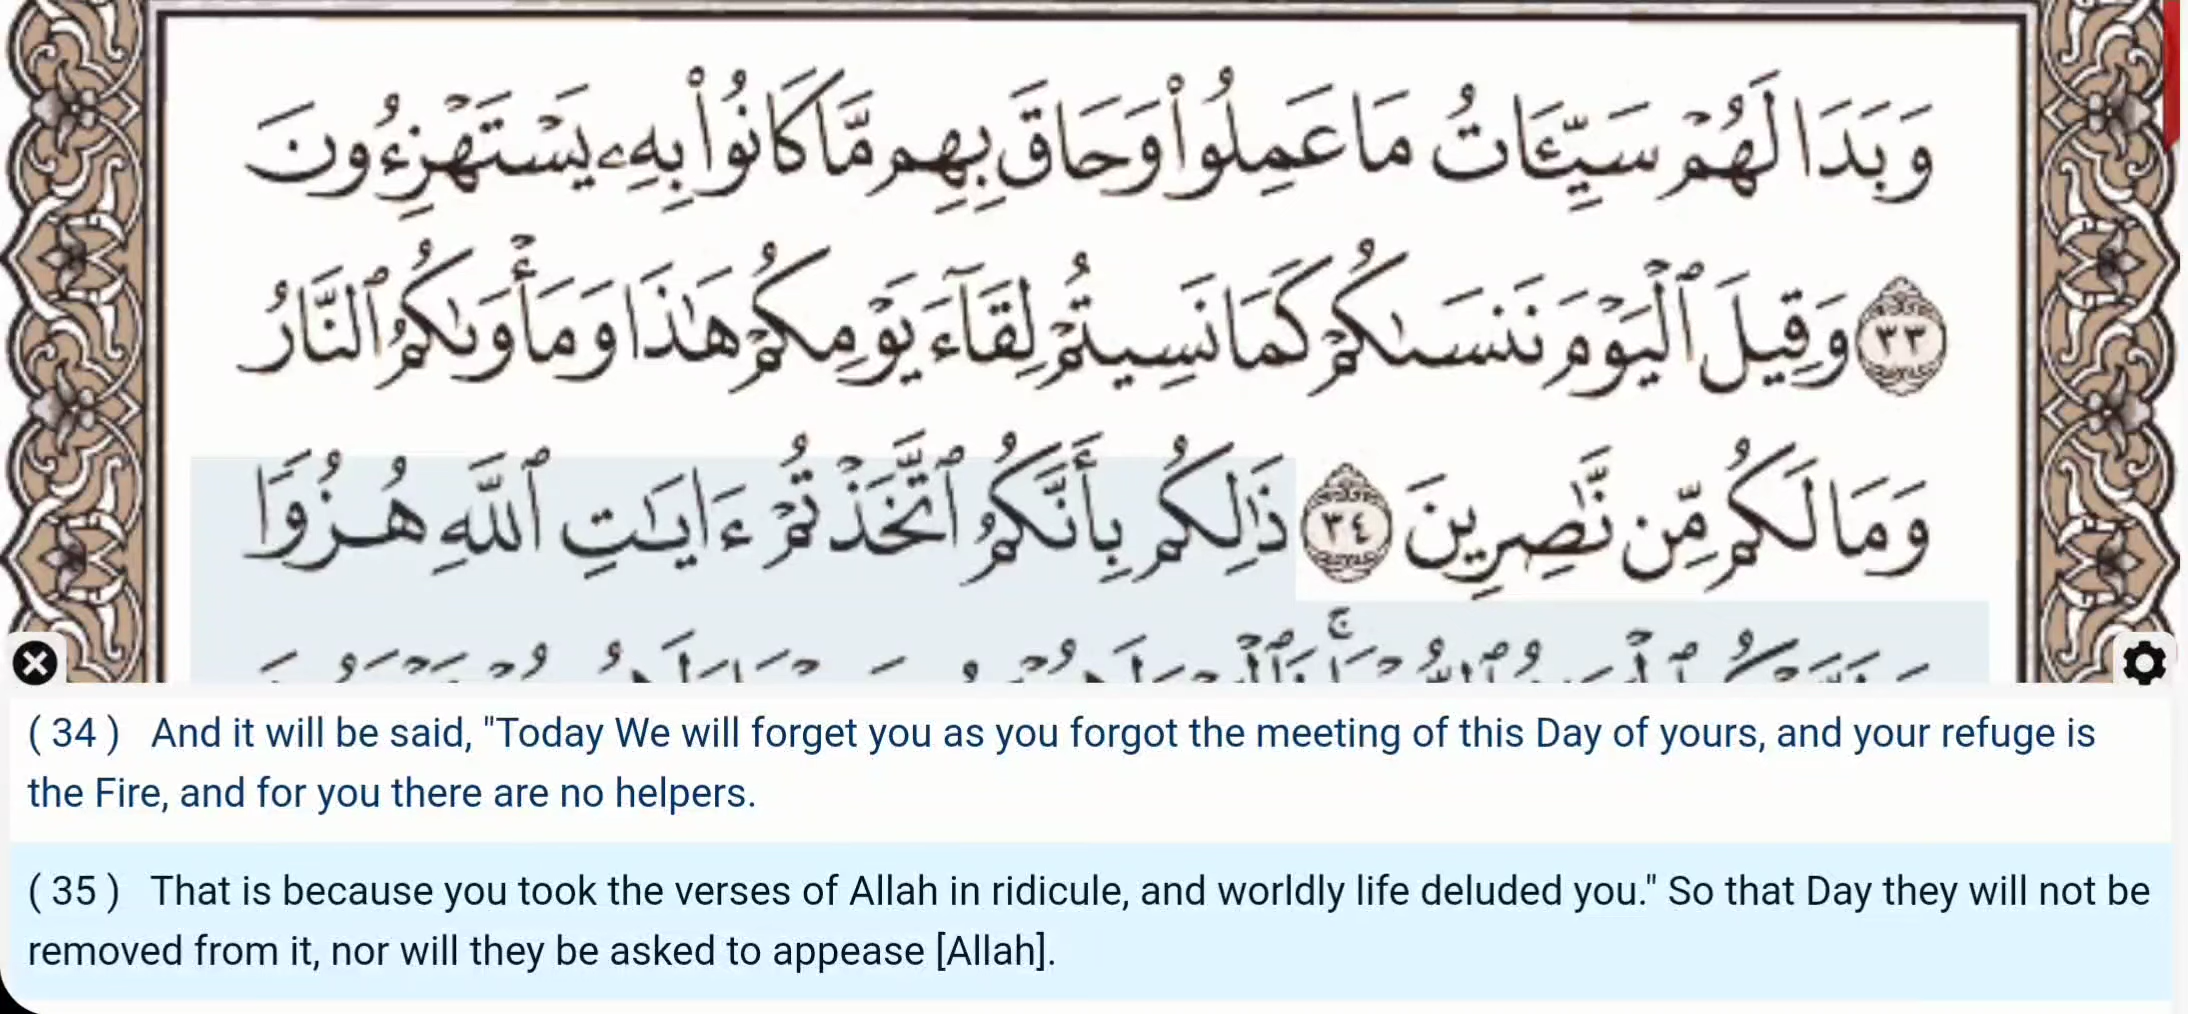 وَبَدَا لَهُمْ سَيِّـَٔاتُ مَا عَمِلُوا۟ وَحَاقَ بِهِم مَّا كَانُوا۟ بِهِۦ يَسْتَهْزِءُونَ
٣٣ وَقِيلَ ٱلْيَوْمَ نَنسَىٰكُمْ كَمَا نَسِيتُمْ لِقَآءَ يَوْمِكُمْ هَـٰذَا وَمَأْوَىٰكُمُ ٱلنَّارُ
وَمَا لَكُم مِّن نَّـٰصِرِينَ ٣٤ ذَٰلِكُم بِأَنَّكُمُ ٱتَّخَذْتُمْ ءَايَـٰتِ ٱللَّهِ هُزُوًا
( 34 ) And it will be said, "Today We will forget you as you forgot the meeting of this Day of yours, and your refuge is
the Fire, and for you there are no helpers.
( 35 ) That is because you took the verses of Allah in ridicule, and worldly life deluded you." So that Day they will not be
removed from it, nor will they be asked to appease [Allah].